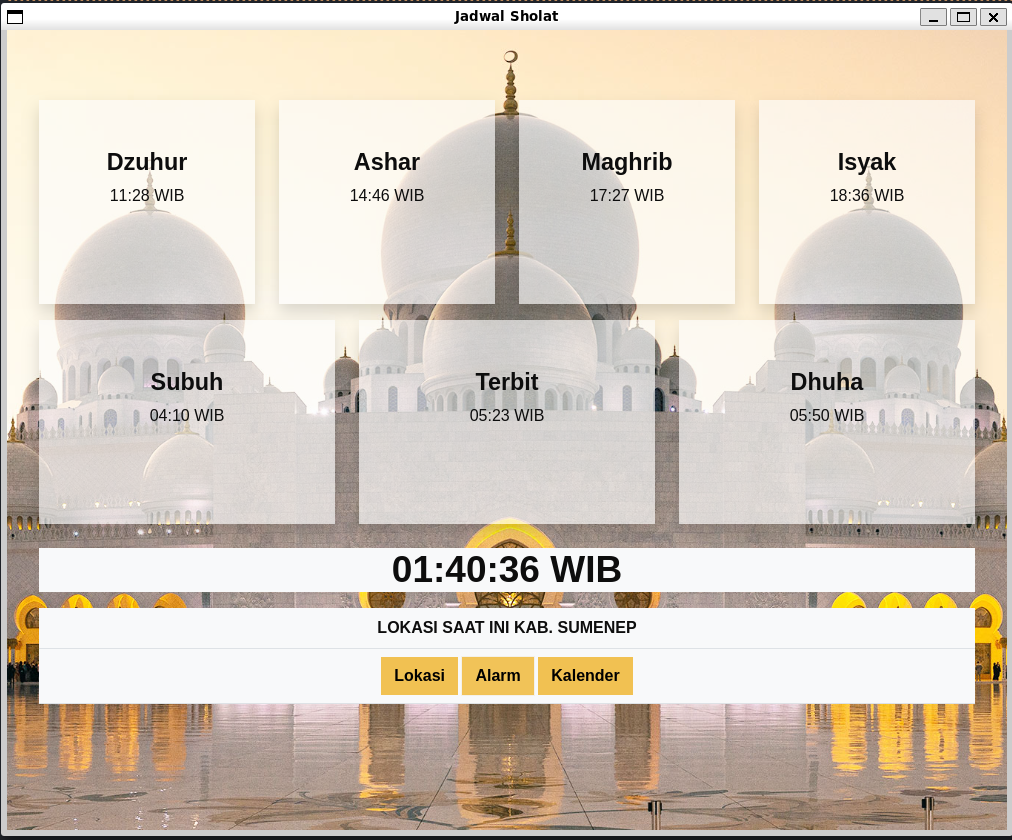 Jadwal Sholat
Dzuhur
11:28 WIB
Ashar
14:46 WIB
Maghrib
17:27 WIB
Isyak
18:36 WIB
Subuh
04:10 WIB
Terbit
05:23 WIB
Dhuha
05:50 WIB
01:40:36 WIB
LOKASI SAAT INI KAB. SUMENEP
Lokasi
Alarm
Kalender